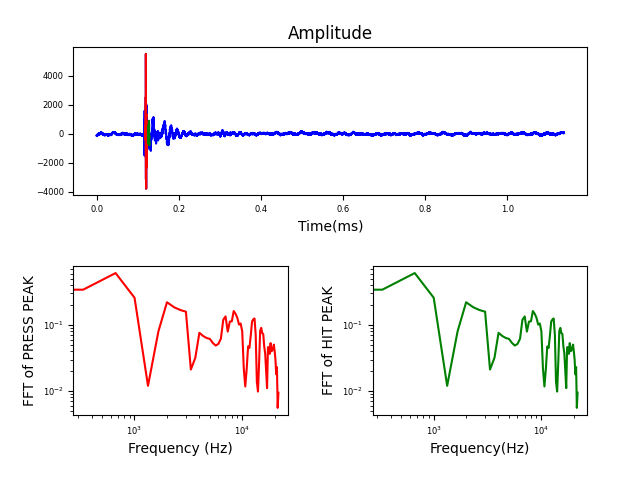 Amplitude
4000
2000
0
−2000
−4000
0.0 0.2 0.4 0.6 0.8 1.0
Time(ms)
FFT of PRESS PEAK
10⁻¹
10⁻²
10³ 10⁴
Frequency (Hz)
FFT of HIT PEAK
10⁻¹
10⁻²
10³ 10⁴
Frequency(Hz)